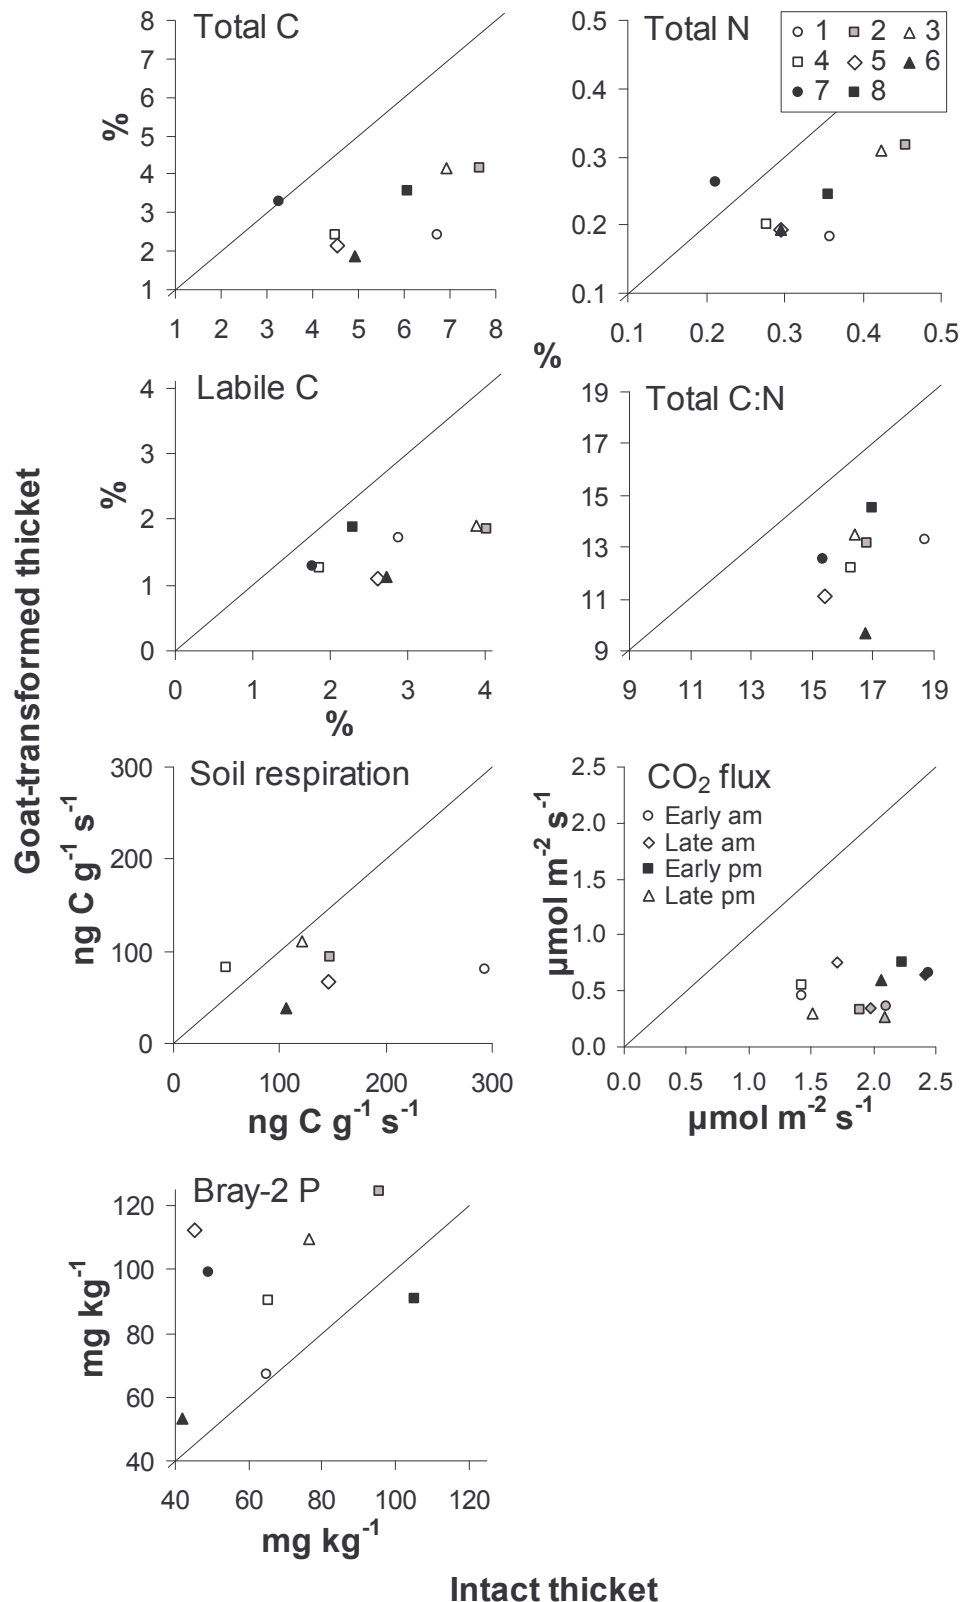 Goat-transformed thicket
Total C
%
8
7
6
5
4
3
2
1
1 2 3 4 5 6 7 8
Total N
0.5
0.4
0.3
0.2
0.1
0.1 0.2 0.3 0.4 0.5
1 2 3
4 5 6
7 8
%
Labile C
%
4
3
2
1
0
0 1 2 3 4
%
Total C:N
19
17
15
13
11
9
9 11 13 15 17 19
Soil respiration
ng C g⁻¹ s⁻¹
300
200
100
0
0 100 200 300
ng C g⁻¹ s⁻¹
CO₂ flux
Early am
Late am
Early pm
Late pm
µmol m⁻² s⁻¹
2.5
2.0
1.5
1.0
0.5
0.0
0.0 0.5 1.0 1.5 2.0 2.5
µmol m⁻² s⁻¹
Bray-2 P
mg kg⁻¹
120
100
80
60
40
40 60 80 100 120
mg kg⁻¹
Intact thicket